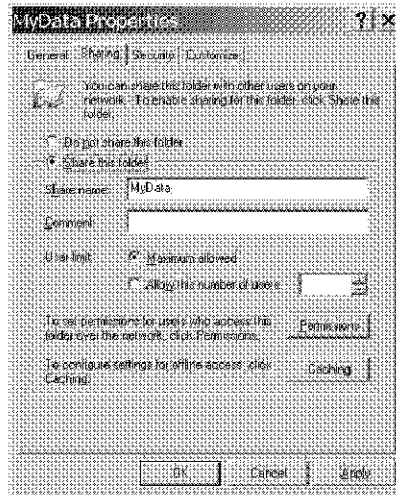 MyData Properties
General Sharing Security Customize
You can share this folder with other users on your
network. To enable sharing for this folder, click Share this
folder.
Do not share this folder
Share this folder
Share name: MyData
Comment:
User limit: Maximum allowed
Allow this number of users:
To set permissions for users who access this
folder over the network, click Permissions.
Permissions
To configure settings for offline access, click
Caching.
Caching
OK Cancel Apply